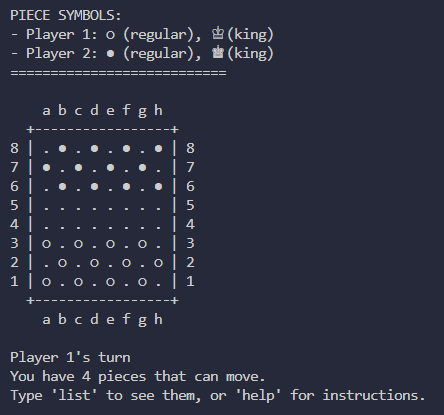 PIECE SYMBOLS:
- Player 1: ○ (regular), ♔(king)
- Player 2: ● (regular), ♚(king)
===========================
    a b c d e f g h
  +-----------------+
8 | . ● . ● . ● . ● | 8
7 | ● . ● . ● . ● . | 7
6 | . ● . ● . ● . ● | 6
5 | . . . . . . . . | 5
4 | . . . . . . . . | 4
3 | ○ . ○ . ○ . ○ . | 3
2 | . ○ . ○ . ○ . ○ | 2
1 | ○ . ○ . ○ . ○ . | 1
  +-----------------+
    a b c d e f g h
Player 1's turn
You have 4 pieces that can move.
Type 'list' to see them, or 'help' for instructions.